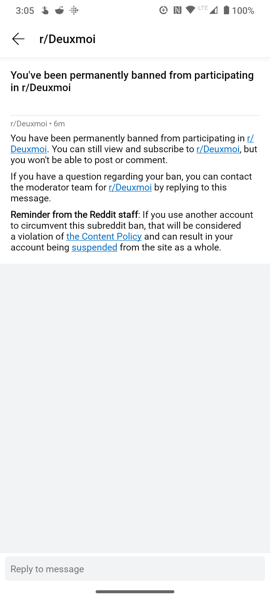 3:05 LTE 100%
r/Deuxmoi
You've been permanently banned from participating
in r/Deuxmoi
r/Deuxmoi • 6m
You have been permanently banned from participating in r/
Deuxmoi. You can still view and subscribe to r/Deuxmoi, but
you won't be able to post or comment.
If you have a question regarding your ban, you can contact
the moderator team for r/Deuxmoi by replying to this
message.
Reminder from the Reddit staff: If you use another account
to circumvent this subreddit ban, that will be considered
a violation of the Content Policy and can result in your
account being suspended from the site as a whole.
Reply to message